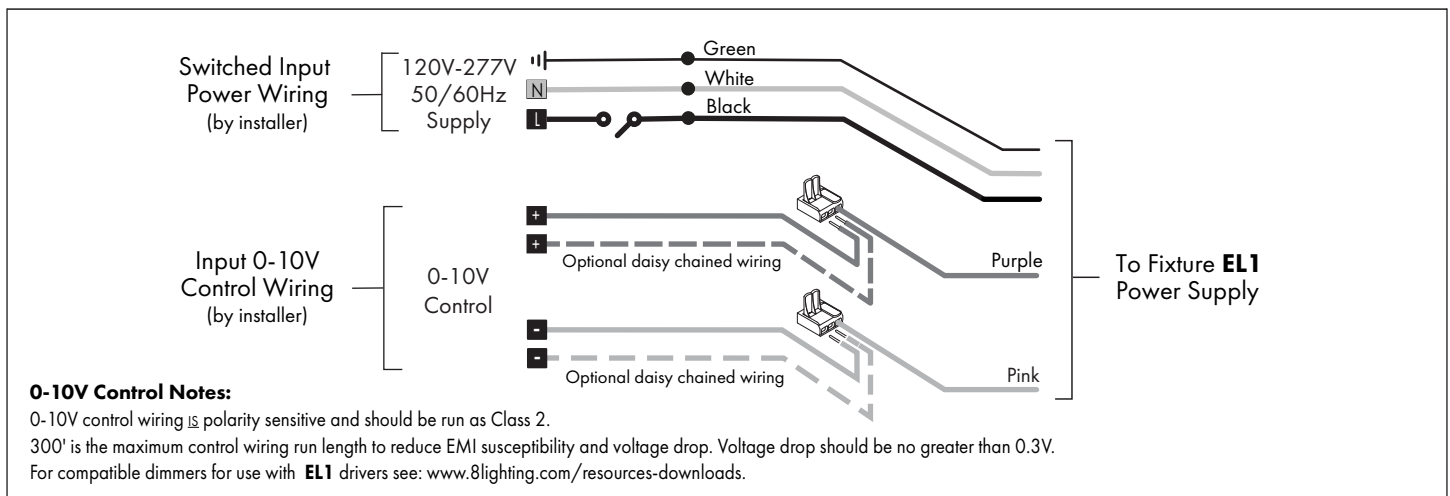 Switched Input
Power Wiring
(by installer)
120V-277V
50/60Hz
Supply
N
L
Green
White
Black
Input 0-10V
Control Wiring
(by installer)
0-10V
Control
+
+
Optional daisy chained wiring
-
-
Optional daisy chained wiring
Purple
Pink
To Fixture EL1
Power Supply
0-10V Control Notes:
0-10V control wiring IS polarity sensitive and should be run as Class 2.
300' is the maximum control wiring run length to reduce EMI susceptibility and voltage drop. Voltage drop should be no greater than 0.3V.
For compatible dimmers for use with EL1 drivers see: www.8lighting.com/resources-downloads.